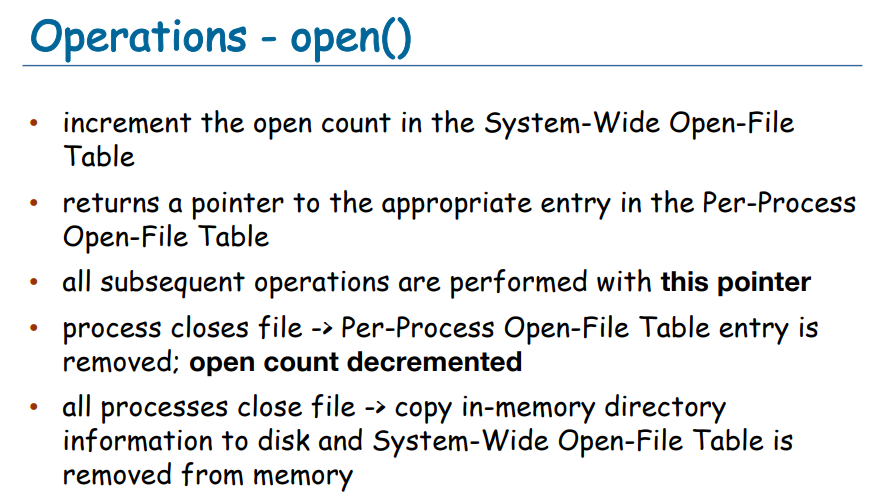 Operations - open()
• increment the open count in the System-Wide Open-File
Table
• returns a pointer to the appropriate entry in the Per-Process
Open-File Table
• all subsequent operations are performed with this pointer
• process closes file -> Per-Process Open-File Table entry is
removed; open count decremented
• all processes close file -> copy in-memory directory
information to disk and System-Wide Open-File Table is
removed from memory